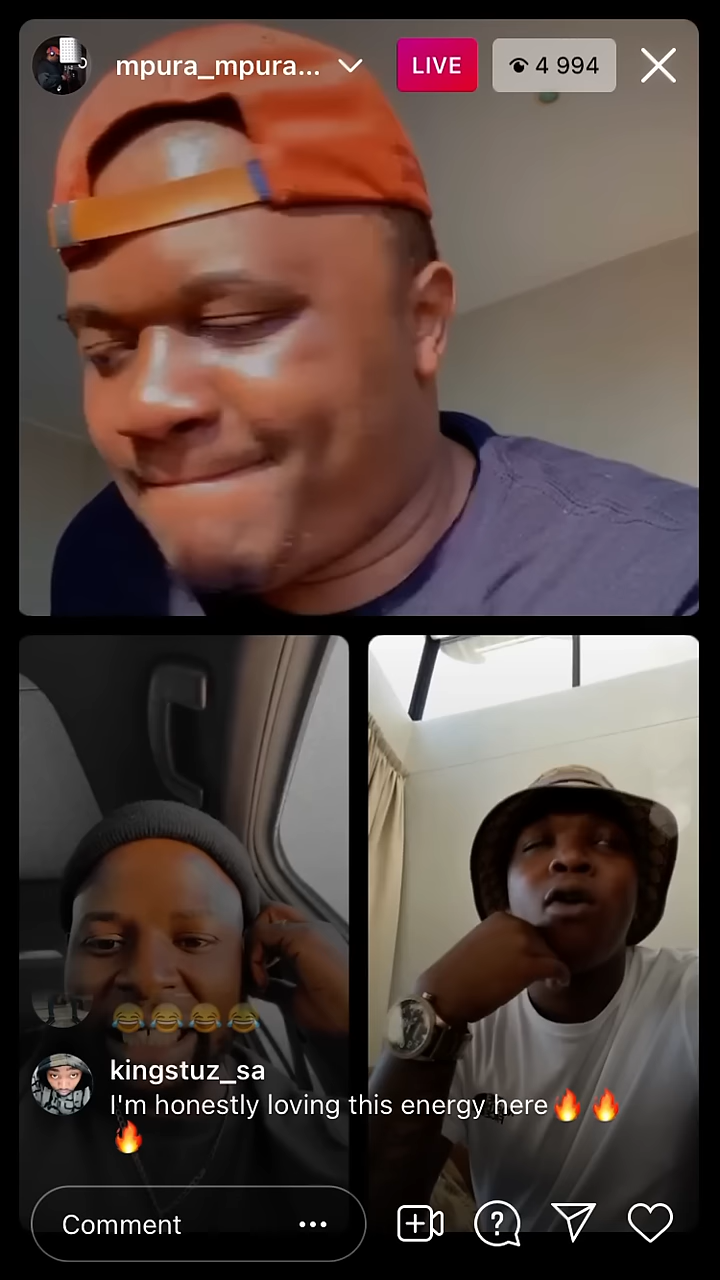 mpura_mpura...
LIVE
4 994
😂😂😂😂
kingstuz_sa
I'm honestly loving this energy here🔥🔥
🔥
Comment